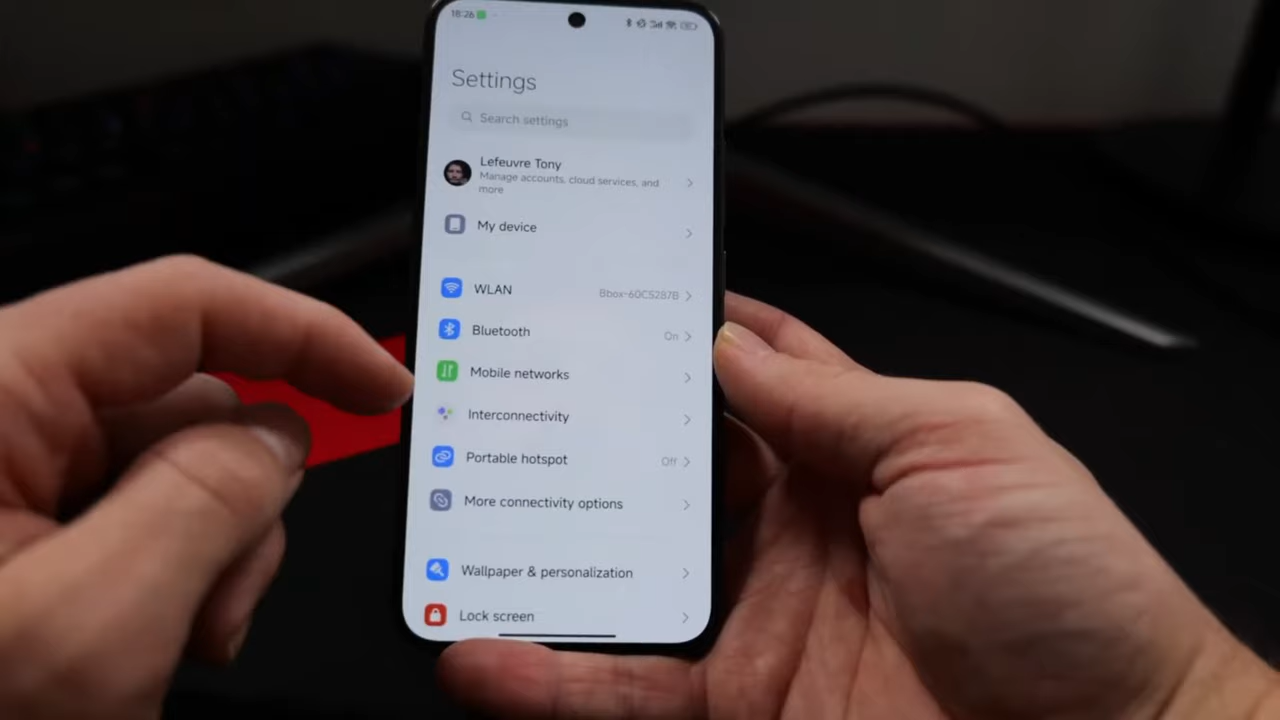 18:26
Settings
Search settings
Lefeuvre Tony
Manage accounts, cloud services, and
more
My device
WLAN
Bbox-60C5287B
Bluetooth
On
Mobile networks
Interconnectivity
Portable hotspot
Off
More connectivity options
Wallpaper & personalization
Lock screen